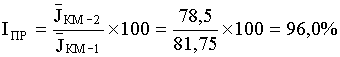 I_ПР = J̄_КМ–2 / J̄_КМ–1 ×100 = 78,5 / 81,75 ×100 = 96,0%